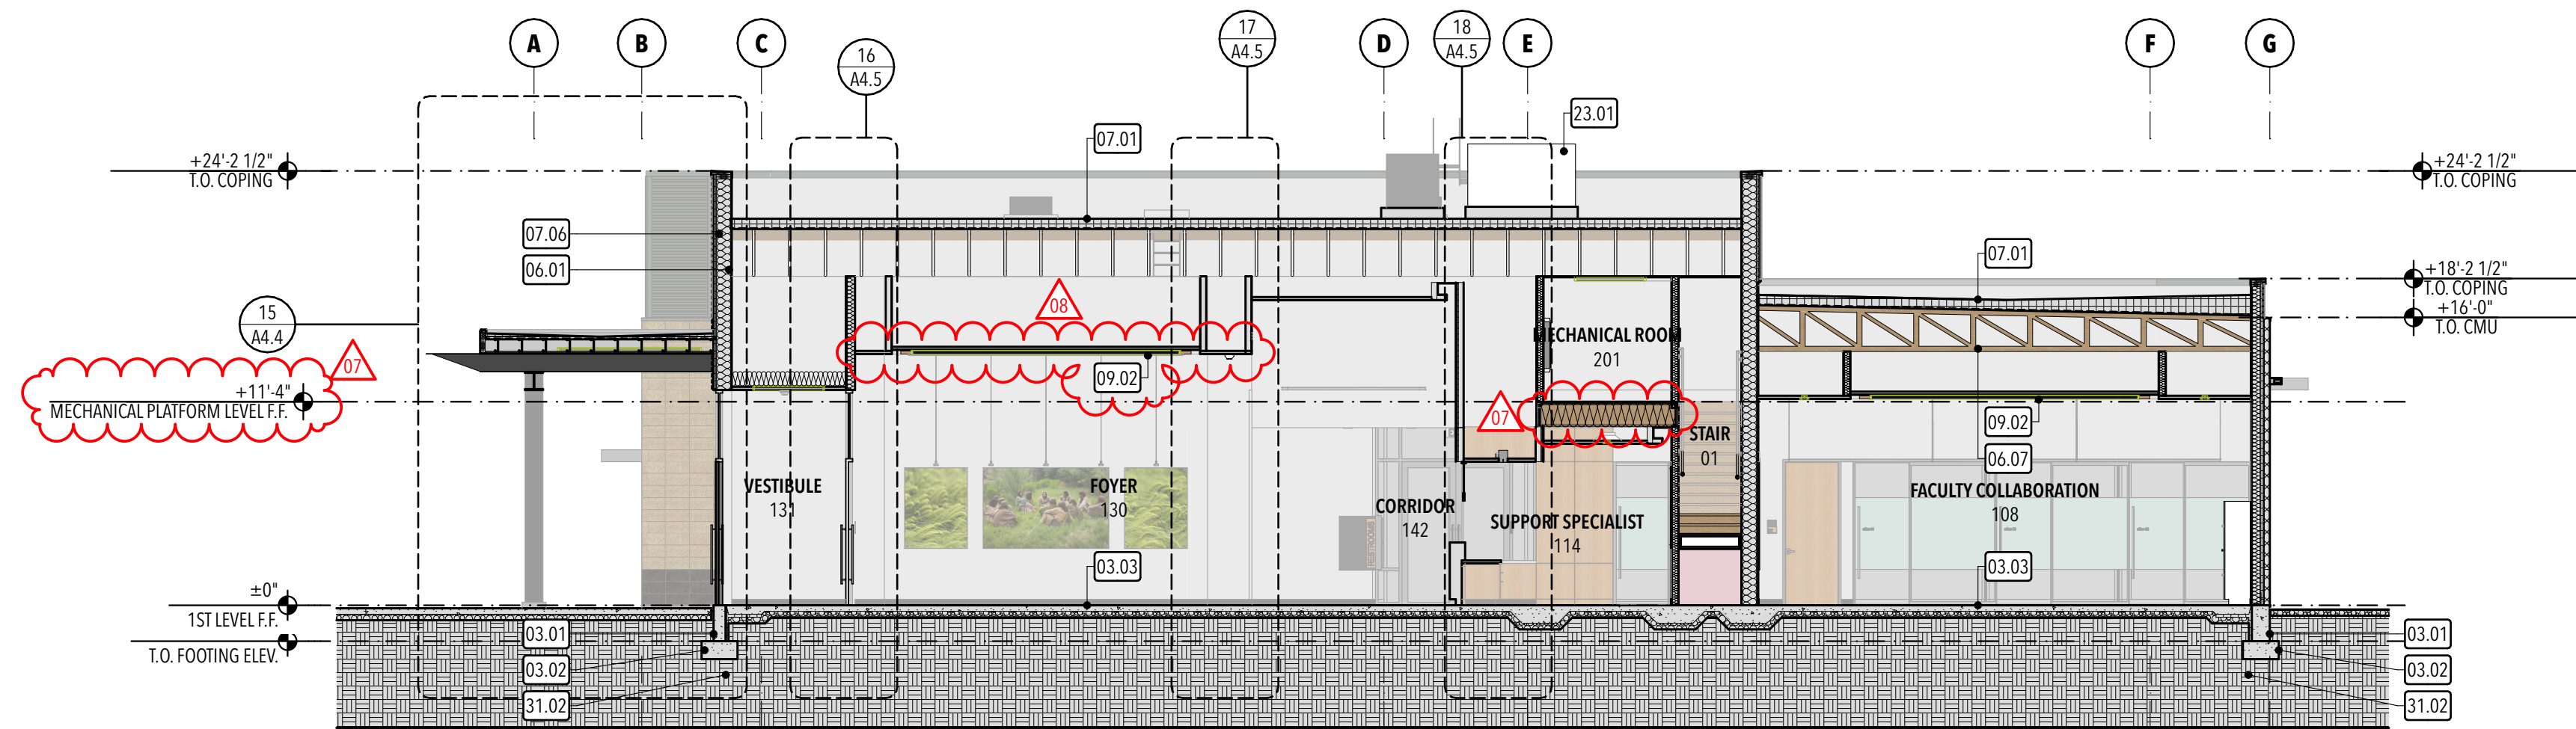 A
B
C
16
A4.5
17
A4.5
D
18
A4.5
E
F
G
23.01
07.01
+24'-2 1/2"
T.O. COPING
+24'-2 1/2"
T.O. COPING
07.06
06.01
07.01
+18'-2 1/2"
T.O. COPING
+16'-0"
T.O. CMU
15
A4.4
08
07
MECHANICAL ROOM
201
+11'-4"
MECHANICAL PLATFORM LEVEL F.F.
09.02
07
09.02
STAIR
01
06.07
VESTIBULE
131
FOYER
130
CORRIDOR
142
SUPPORT SPECIALIST
114
FACULTY COLLABORATION
108
03.03
03.03
±0"
1ST LEVEL F.F.
T.O. FOOTING ELEV.
03.01
03.02
31.02
03.01
03.02
31.02